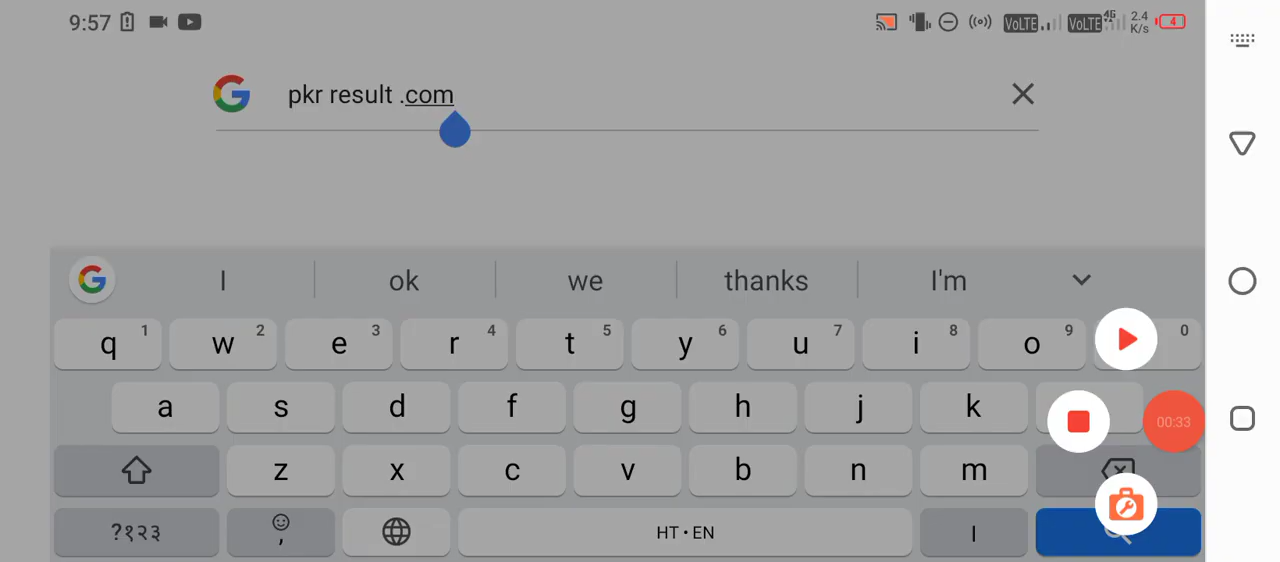 9:57 VoLTE VoLTE 4G 2.4 K/s 4
pkr result .com
I ok we thanks I'm
q 1 w 2 e 3 r 4 t 5 y 6 u 7 i 8 o 9 0
a s d f g h j k
00:33
z x c v b n m
?१२३ , HT • EN ।